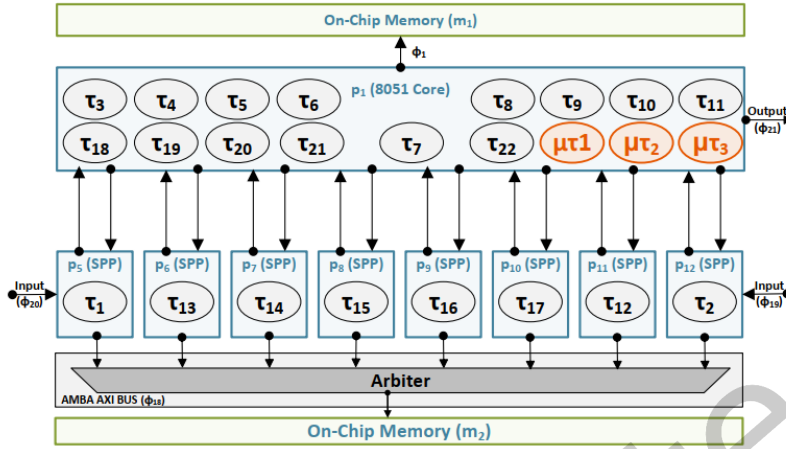 On-Chip Memory (m₁)
ϕ₁
p₁ (8051 Core)
τ₃ τ₄ τ₅ τ₆ τ₈ τ₉ τ₁₀ τ₁₁
τ₁₈ τ₁₉ τ₂₀ τ₂₁ τ₇ τ₂₂ μτ1 μτ₂ μτ₃
Output
(ϕ₂₁)
p₅ (SPP) p₆ (SPP) p₇ (SPP) p₈ (SPP) p₉ (SPP) p₁₀ (SPP) p₁₁ (SPP) p₁₂ (SPP)
Input
(ϕ₂₀)
τ₁ τ₁₃ τ₁₄ τ₁₅ τ₁₆ τ₁₇ τ₁₂ τ₂
Input
(ϕ₁₉)
Arbiter
AMBA AXI BUS (ϕ₁₈)
On-Chip Memory (m₂)